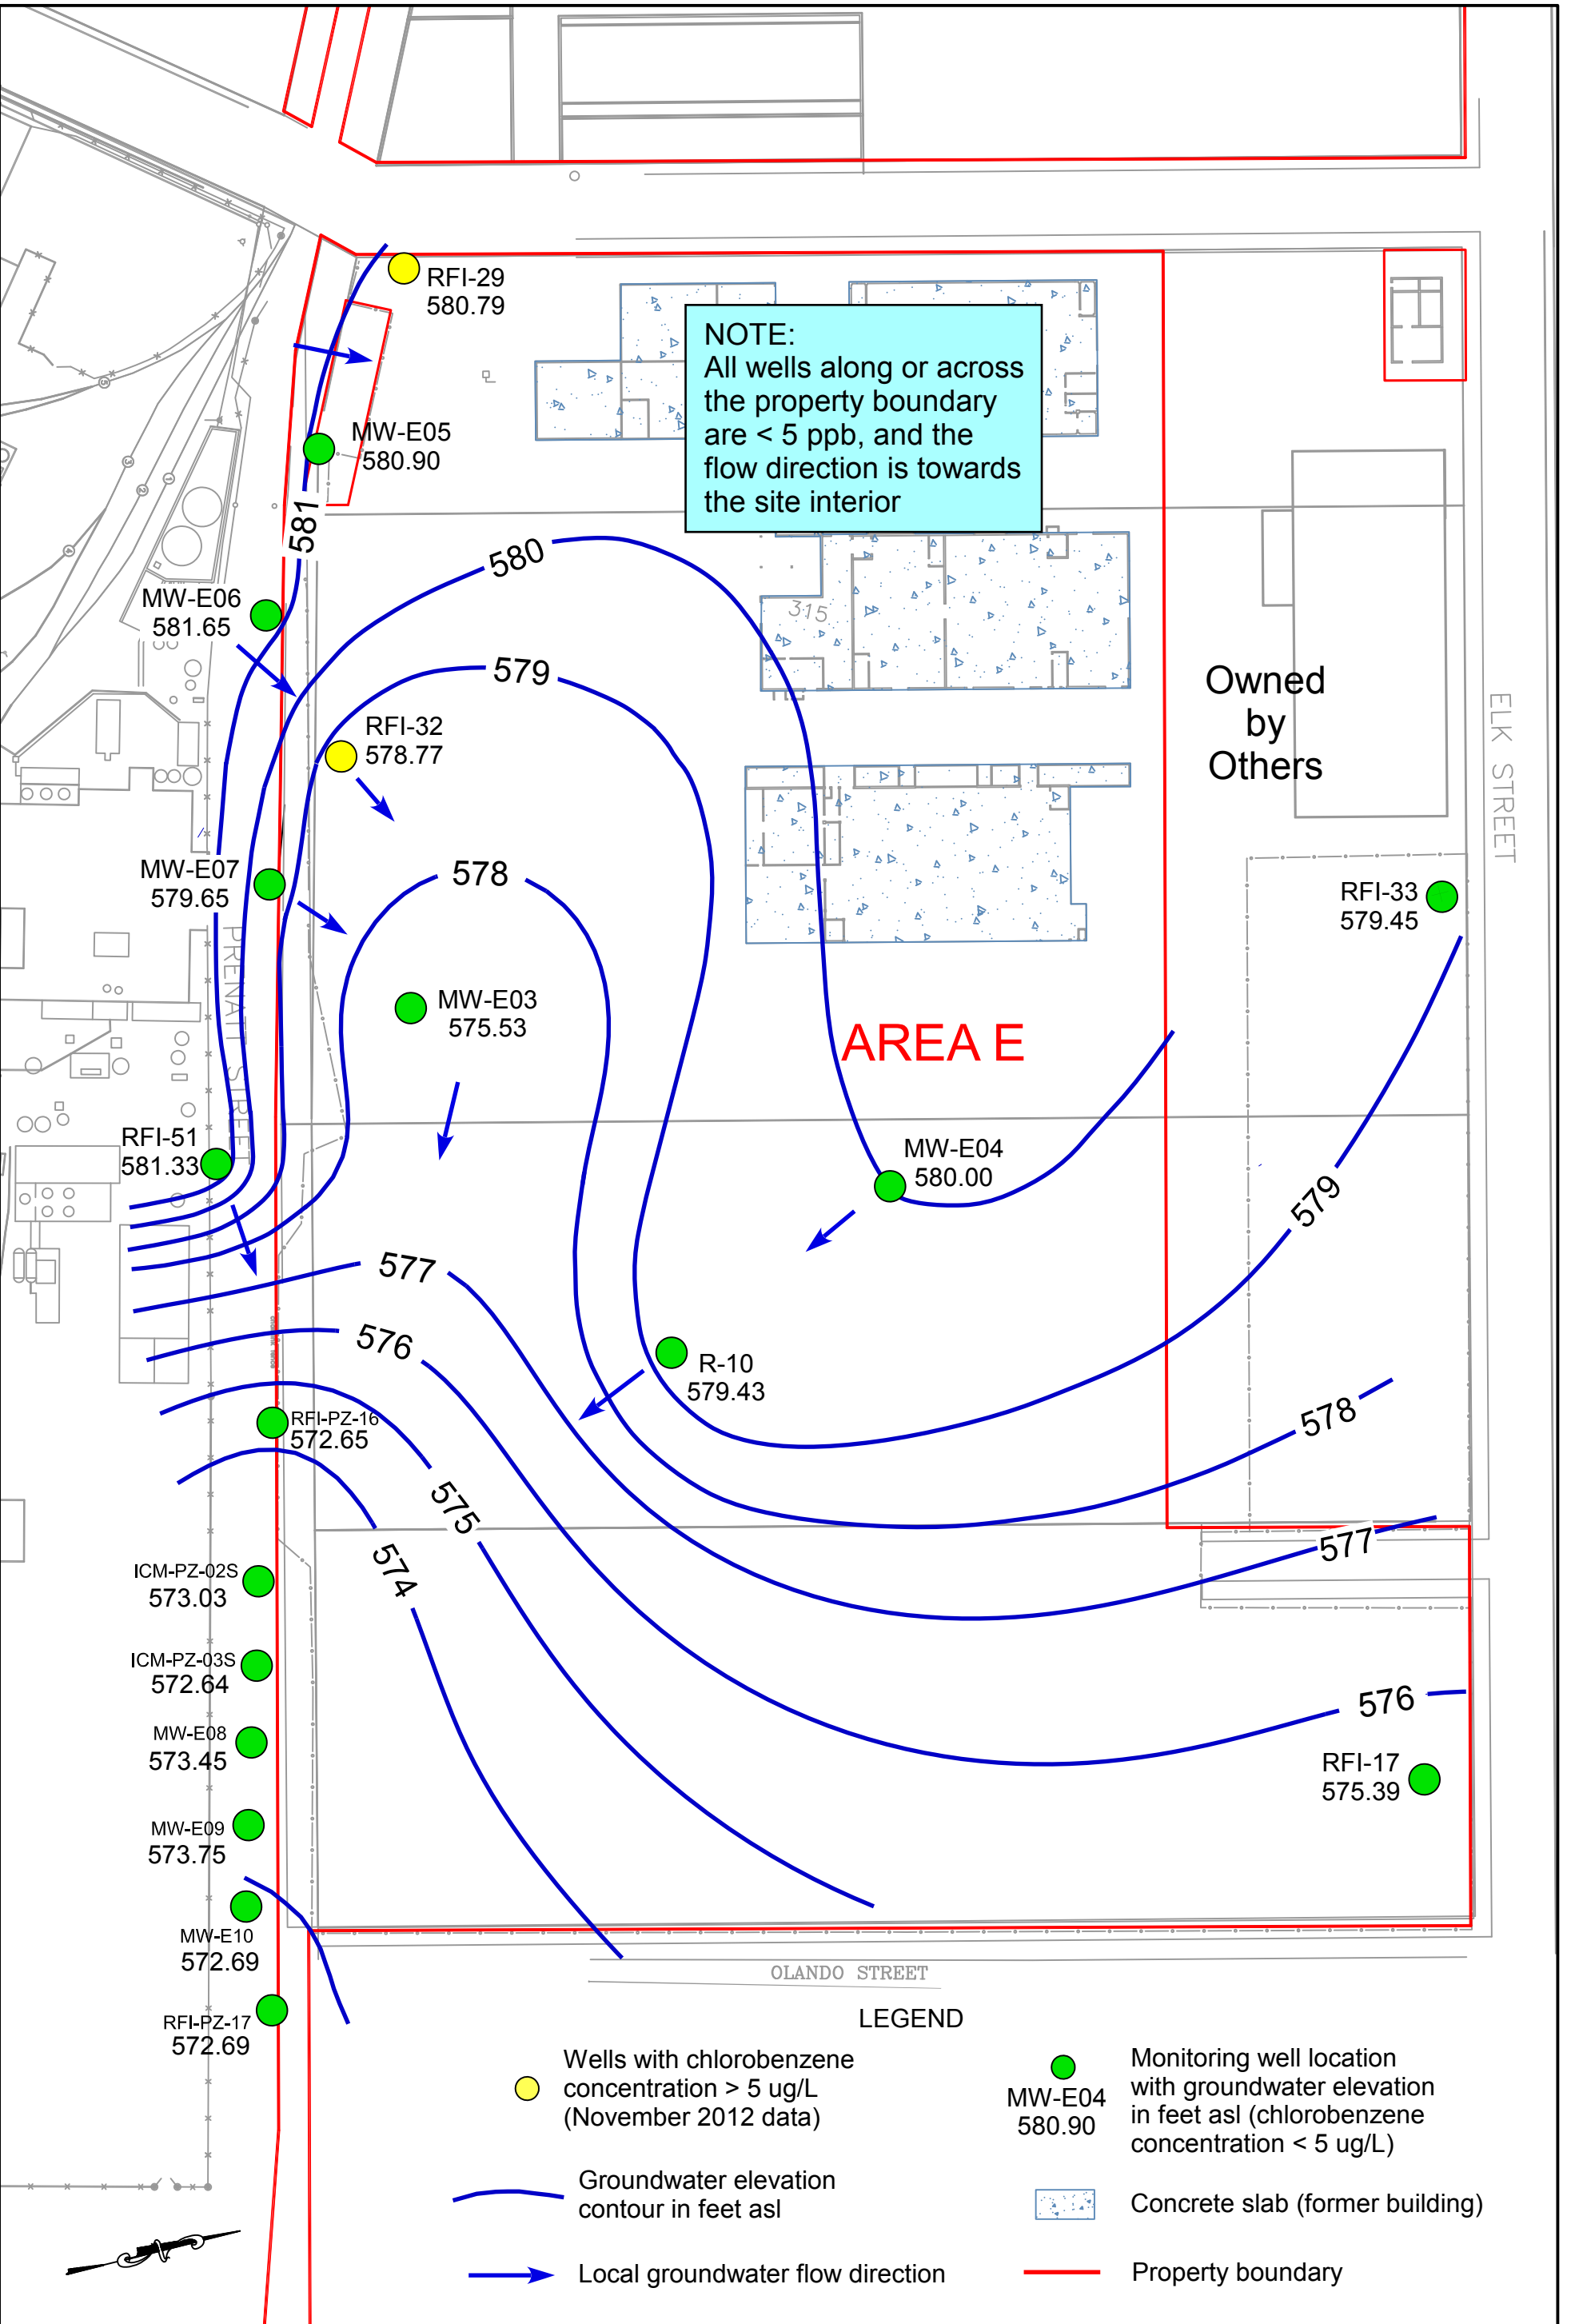 RFI-29
580.79
NOTE:
All wells along or across
the property boundary
are < 5 ppb, and the
flow direction is towards
the site interior
MW-E05
580.90
581
580
MW-E06
581.65
315
579
Owned
by
Others
ELK STREET
RFI-32
578.77
578
MW-E07
579.65
RFI-33
579.45
PRENATT STREET
MW-E03
575.53
AREA E
RFI-51
581.33
MW-E04
580.00
579
577
576
R-10
579.43
578
RFI-PZ-16
572.65
575
577
574
ICM-PZ-02S
573.03
ICM-PZ-03S
572.64
576
MW-E08
573.45
RFI-17
575.39
MW-E09
573.75
MW-E10
572.69
OLANDO STREET
RFI-PZ-17
572.69
LEGEND
Wells with chlorobenzene
concentration > 5 ug/L
(November 2012 data)
MW-E04
580.90
Monitoring well location
with groundwater elevation
in feet asl (chlorobenzene
concentration < 5 ug/L)
Groundwater elevation
contour in feet asl
Concrete slab (former building)
Local groundwater flow direction
Property boundary
N